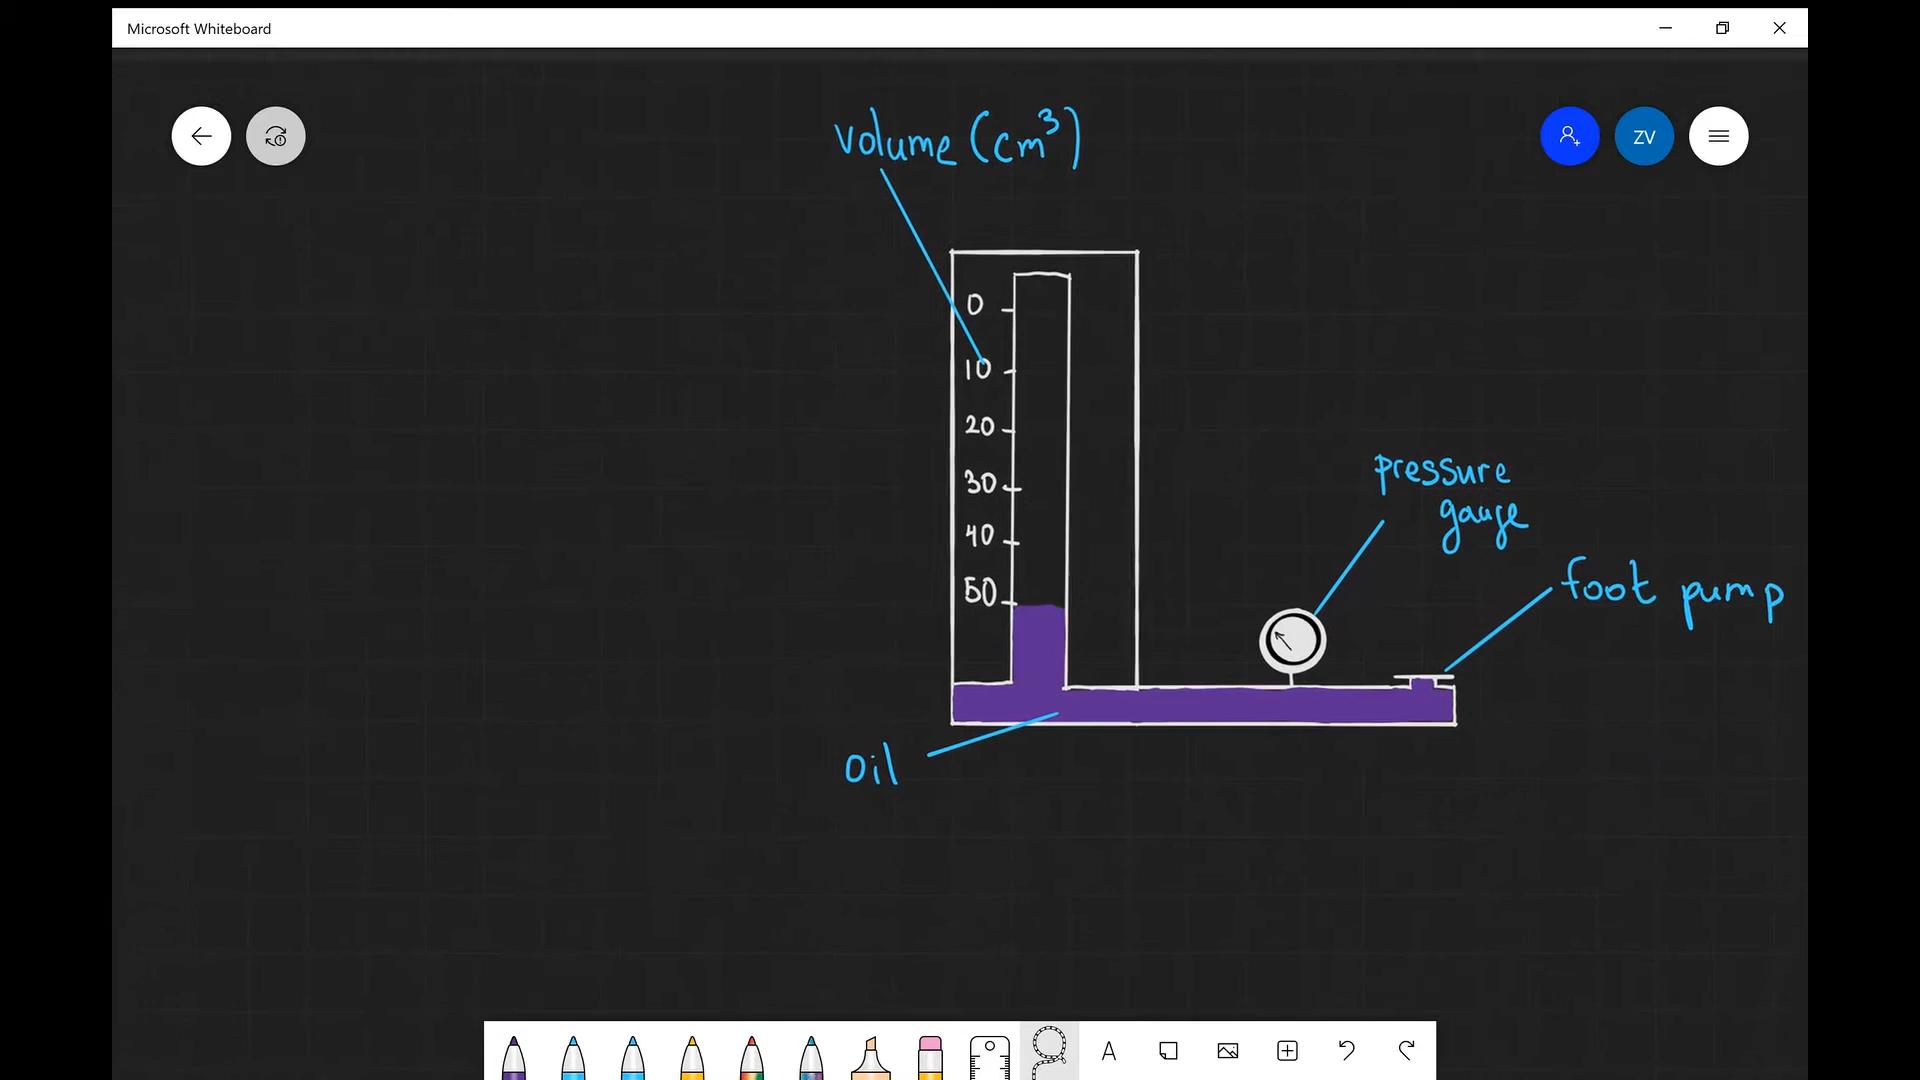 Microsoft Whiteboard
ZV
volume (cm³)
0
10
20
30
40
50
pressure
gauge
foot pump
oil
A